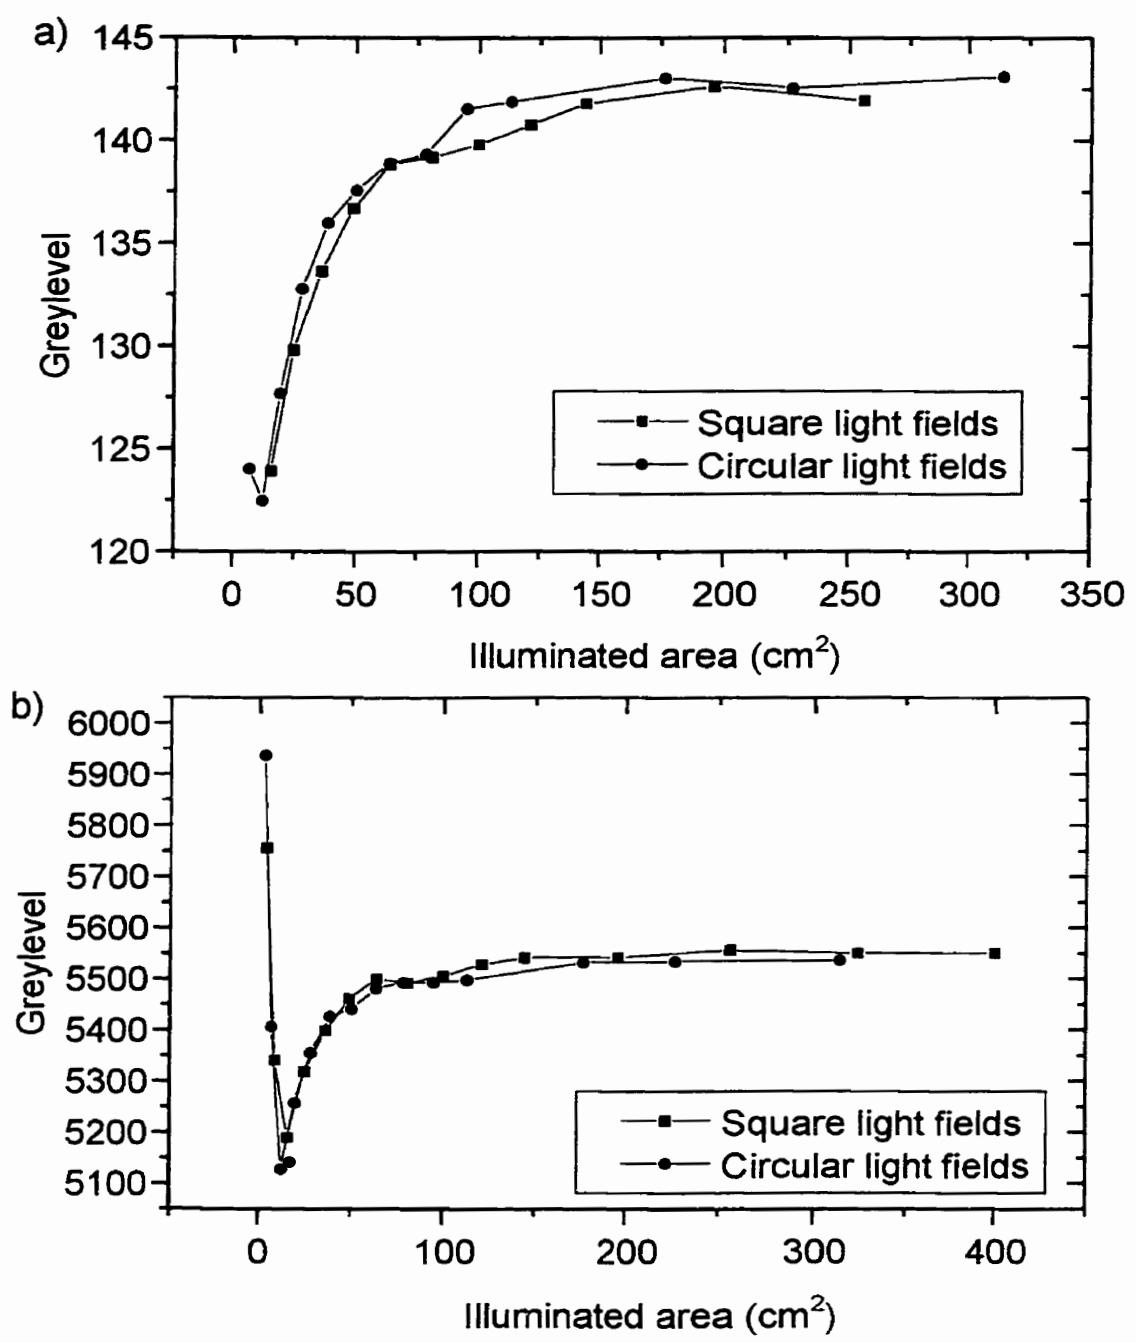 a)
145
140
135
130
125
120
Greylevel
Square light fields
Circular light fields
0 50 100 150 200 250 300 350
Illuminated area (cm²)
b)
6000
5900
5800
5700
5600
5500
5400
5300
5200
5100
Greylevel
Square light fields
Circular light fields
0 100 200 300 400
Illuminated area (cm²)